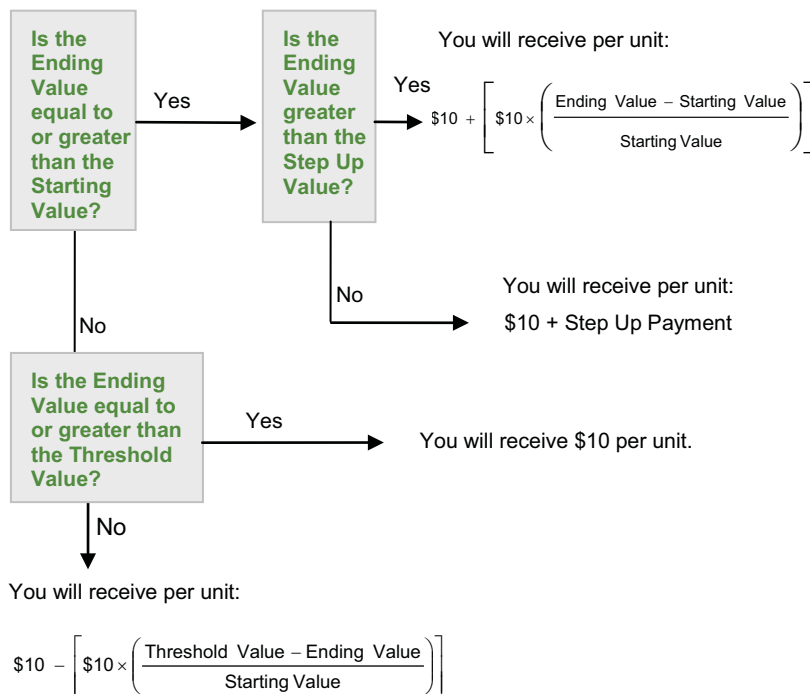 Is the
Ending
Value
equal to
or greater
than the
Starting
Value?
Yes
Is the
Ending
Value
greater
than the
Step Up
Value?
Yes
You will receive per unit:
$10 + [ $10 × ( Ending Value – Starting Value
Starting Value ) ]
No
You will receive per unit:
$10 + Step Up Payment
No
Is the Ending
Value equal to
or greater than
the Threshold
Value?
Yes
You will receive $10 per unit.
No
You will receive per unit:
$10 – [ $10 × ( Threshold Value – Ending Value
Starting Value ) ]